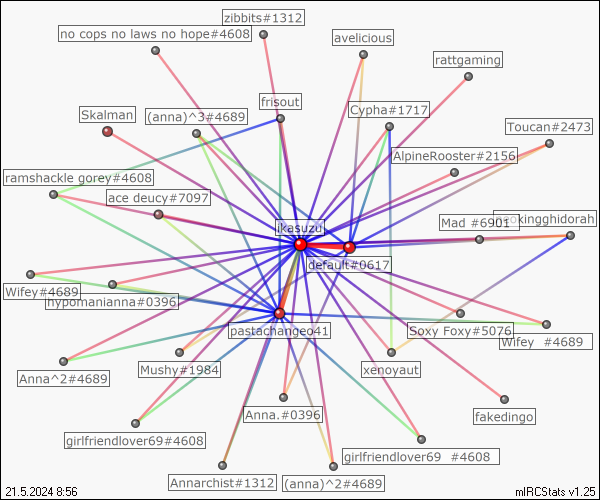 zibbits#1312
no cops no laws no hope#4608
avelicious
rattgaming
frisout
Cypha#1717
Skalman
(anna)^3#4689
Toucan#2473
AlpineRooster#2156
ramshackle gorey#4608
ace deucy#7097
Mad #6901
okingghidorah
ikasuzu
default#0617
Wifey#4689
hypomanianna#0396
pastachangeo41
Soxy Foxy#5076
Wifey #4689
Anna^2#4689
Mushy#1984
xenoyaut
Anna.#0396
fakedingo
girlfriendlover69#4608
girlfriendlover69 #4608
Annarchist#1312
(anna)^2#4689
21.5.2024 8:56
mIRCStats v1.25